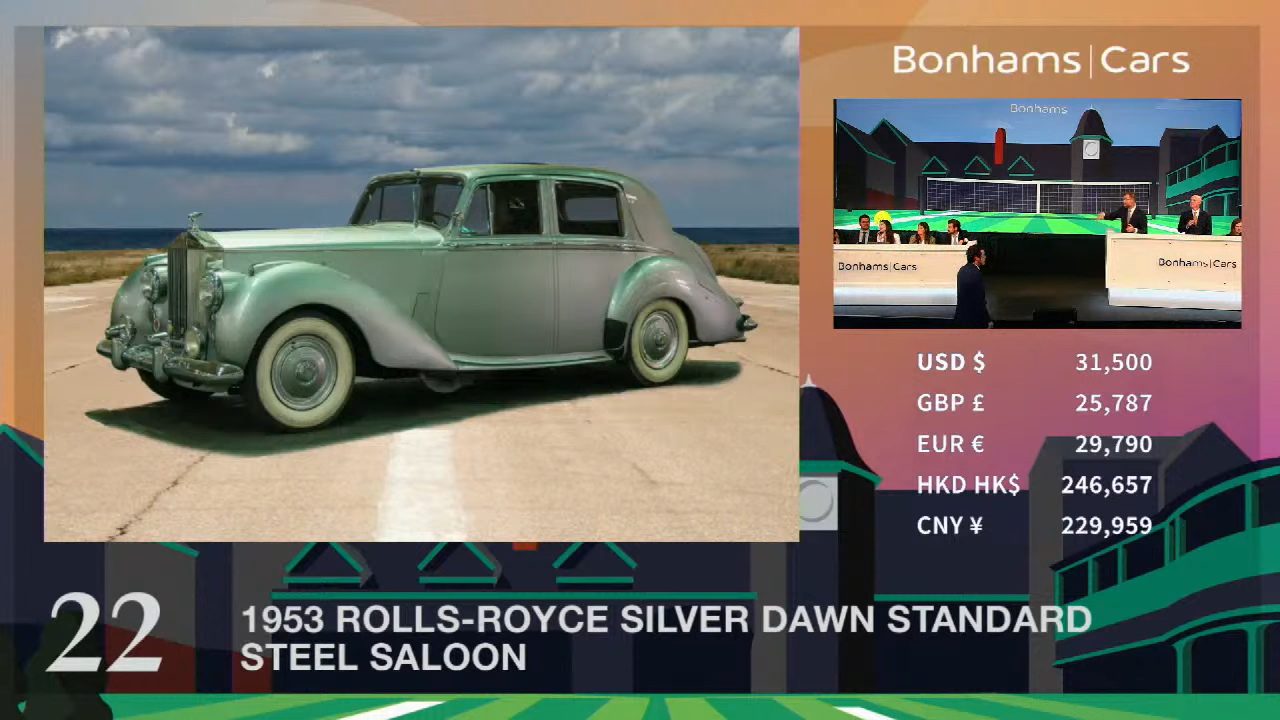 Bonhams|Cars
Bonhams
Bonhams|Cars
Bonhams|Cars
USD $ 31,500
GBP £ 25,787
EUR € 29,790
HKD HK$ 246,657
CNY ¥ 229,959
22
1953 ROLLS-ROYCE SILVER DAWN STANDARD
STEEL SALOON